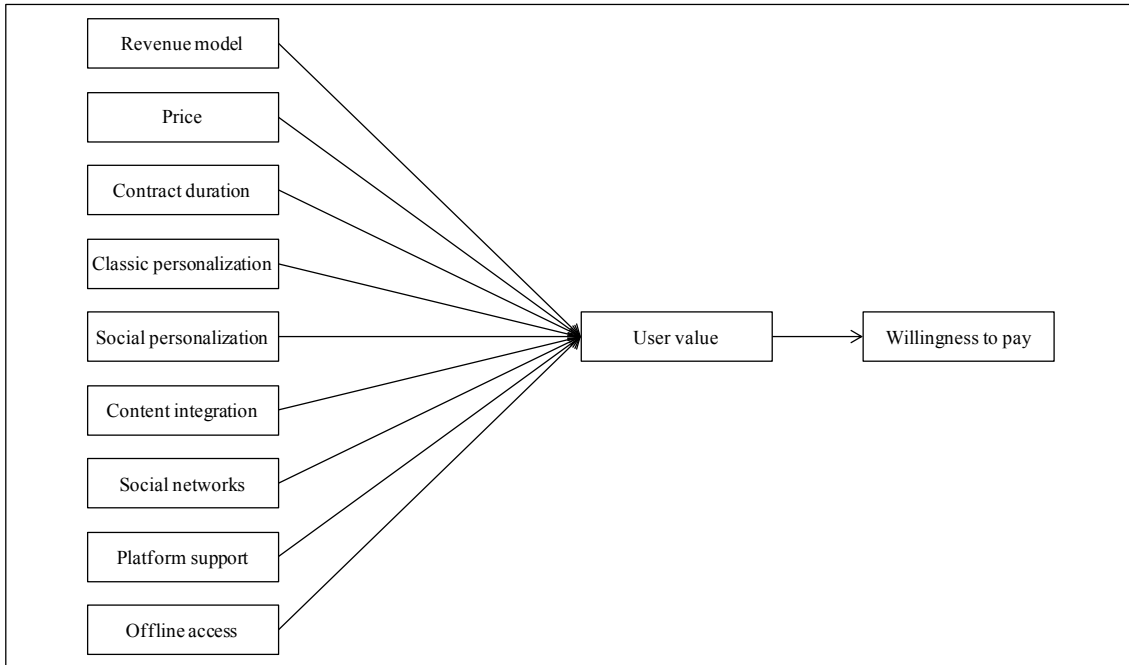 Revenue model
Price
Contract duration
Classic personalization
Social personalization
User value
Willingness to pay
Content integration
Social networks
Platform support
Offline access